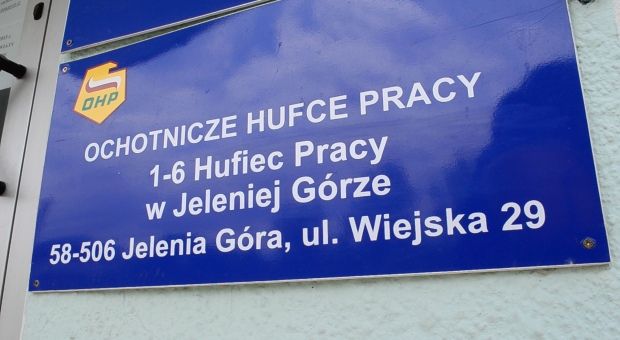 OHP
OCHOTNICZE HUFCE PRACY
1-6 Hufiec Pracy
w Jeleniej Górze
58-506 Jelenia Góra, ul. Wiejska 29